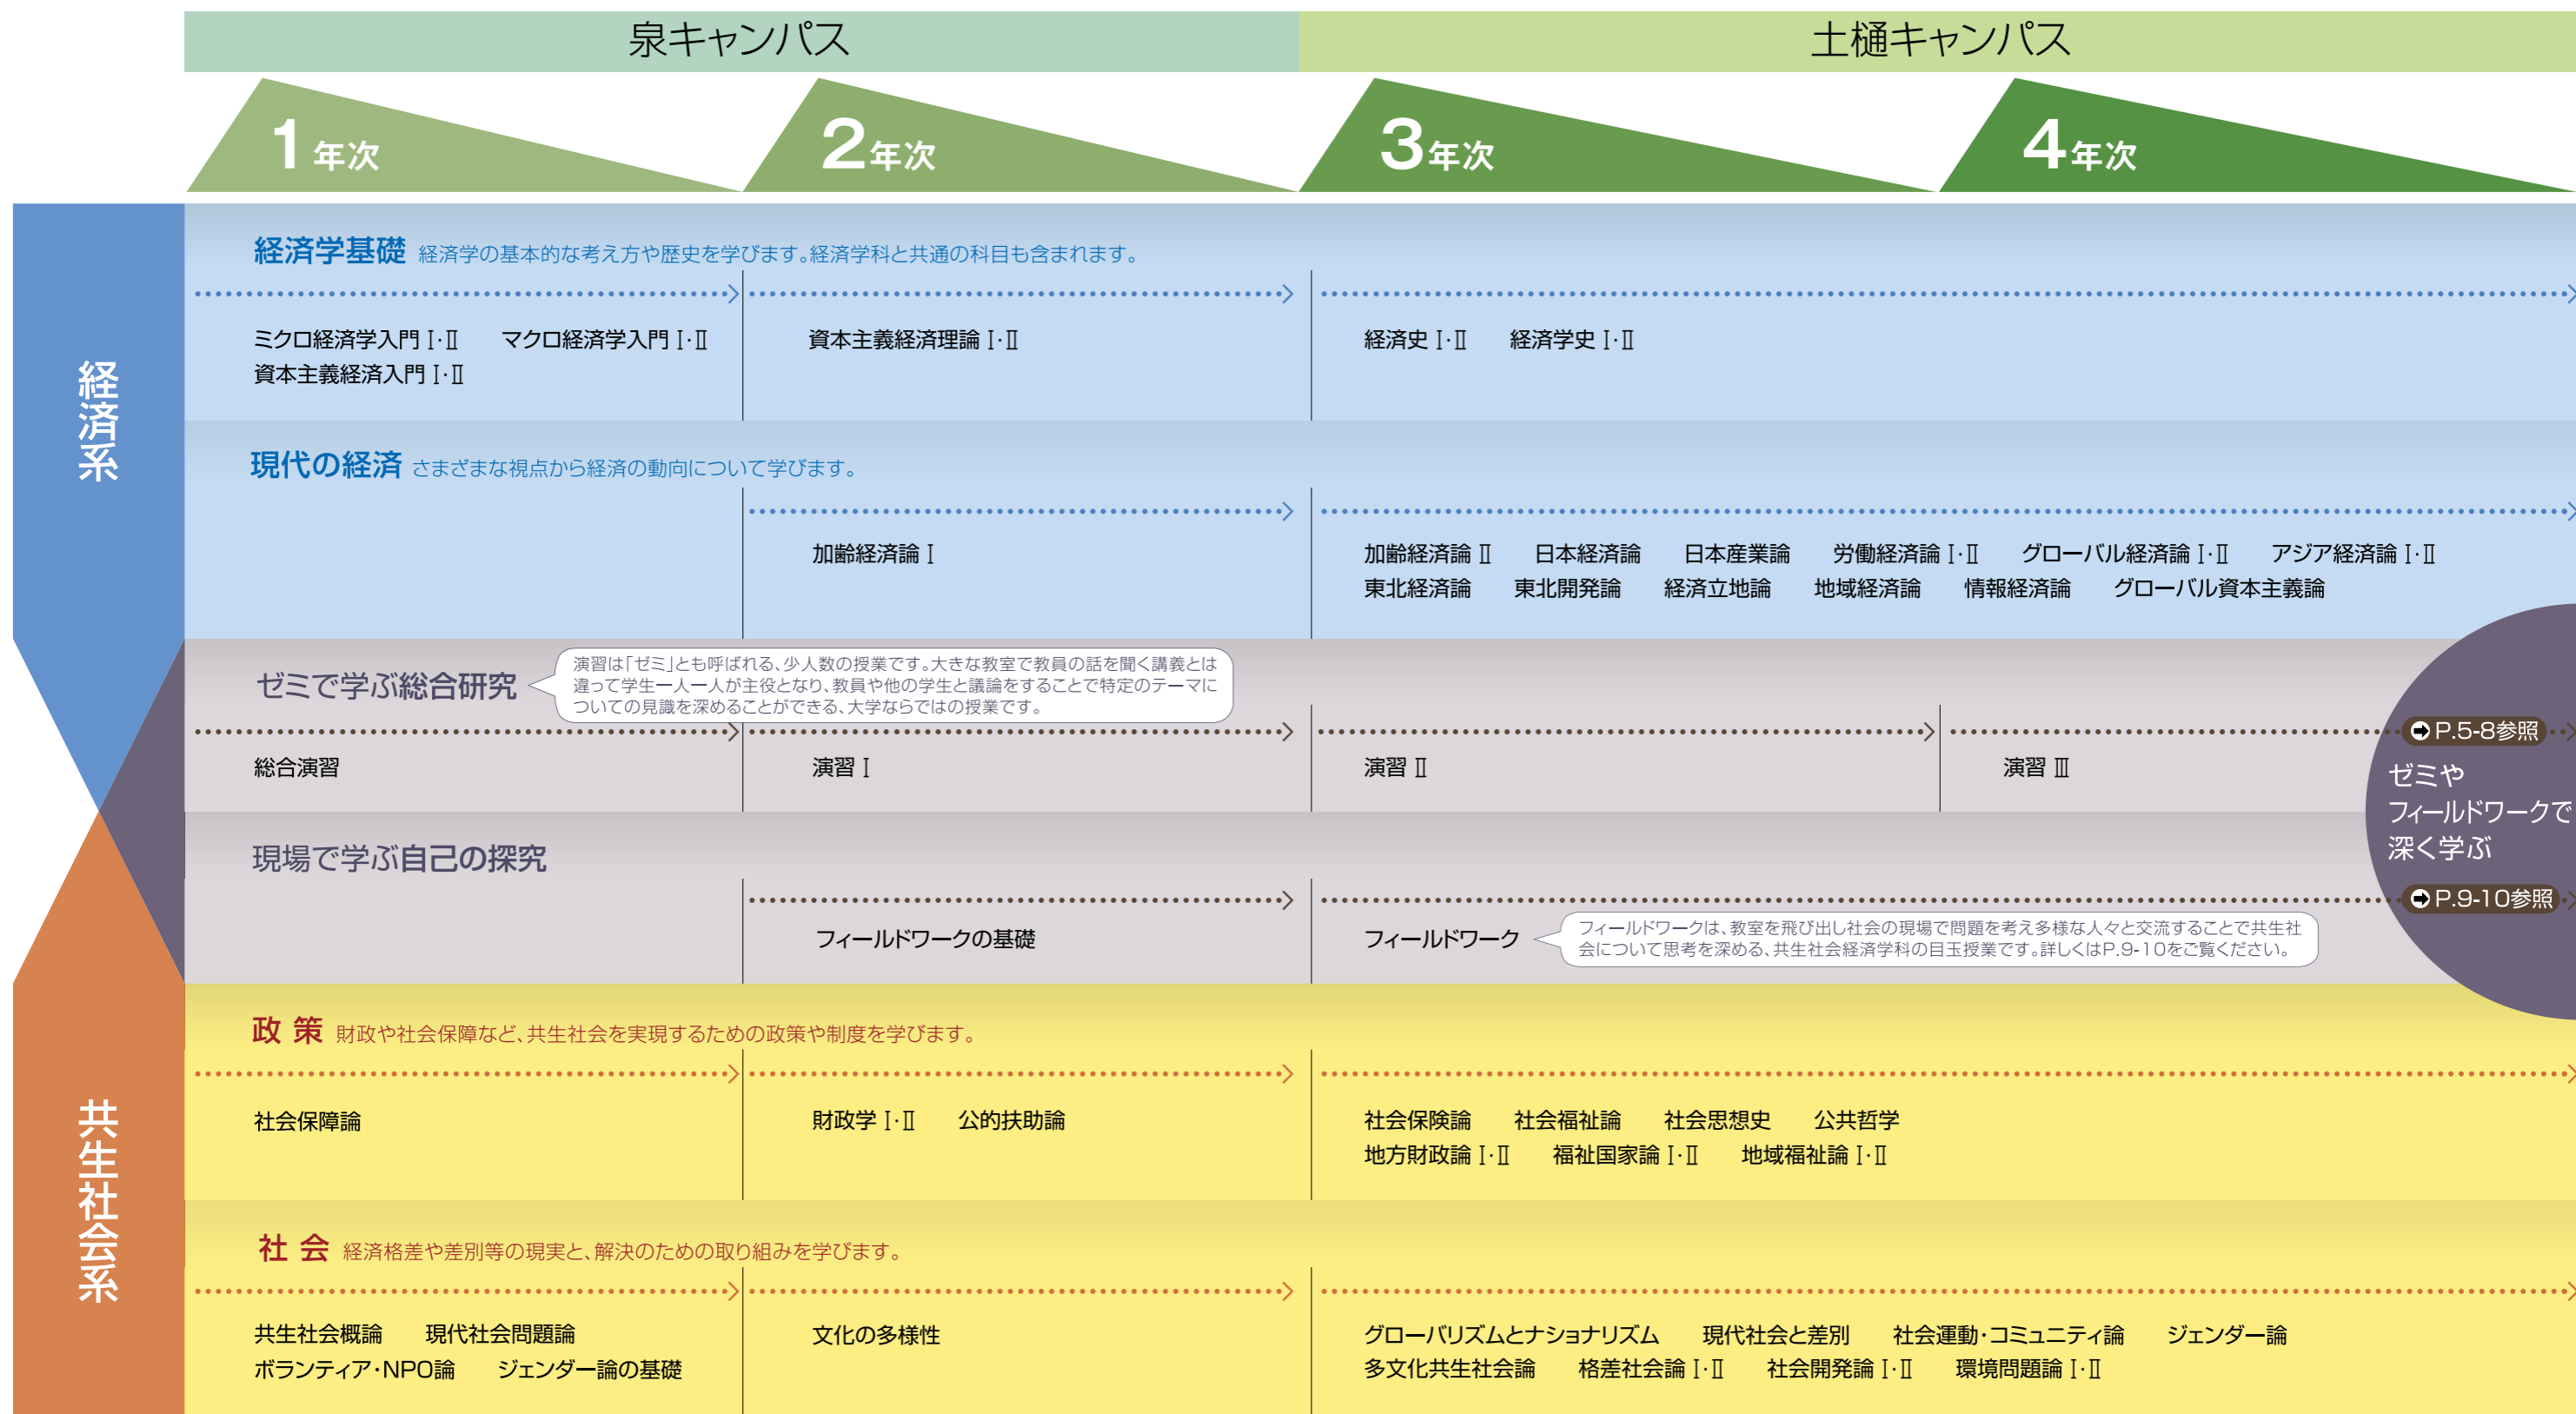 泉キャンパス
土樋キャンパス
1年次
2年次
3年次
4年次
経済系
経済学基礎 経済学の基本的な考え方や歴史を学びます。経済学科と共通の科目も含まれます。
ミクロ経済学入門 Ⅰ・Ⅱ マクロ経済学入門 Ⅰ・Ⅱ
資本主義経済入門 Ⅰ・Ⅱ
資本主義経済理論 Ⅰ・Ⅱ
経済史 Ⅰ・Ⅱ 経済学史 Ⅰ・Ⅱ
現代の経済 さまざまな視点から経済の動向について学びます。
加齢経済論 Ⅰ
加齢経済論 Ⅱ 日本経済論 日本産業論 労働経済論 Ⅰ・Ⅱ グローバル経済論 Ⅰ・Ⅱ アジア経済論 Ⅰ・Ⅱ
東北経済論 東北開発論 経済立地論 地域経済論 情報経済論 グローバル資本主義論
ゼミで学ぶ総合研究
演習は「ゼミ」とも呼ばれる、少人数の授業です。大きな教室で教員の話を聞く講義とは
違って学生一人一人が主役となり、教員や他の学生と議論をすることで特定のテーマに
ついての見識を深めることができる、大学ならではの授業です。
総合演習
演習 Ⅰ
演習 Ⅱ
演習 Ⅲ
P.5-8参照
ゼミや
フィールドワークで
深く学ぶ
P.9-10参照
現場で学ぶ自己の探究
フィールドワークの基礎
フィールドワーク
フィールドワークは、教室を飛び出し社会の現場で問題を考え多様な人々と交流することで共生社
会について思考を深める、共生社会経済学科の目玉授業です。詳しくはP.9-10をご覧ください。
共生社会系
政 策 財政や社会保障など、共生社会を実現するための政策や制度を学びます。
社会保障論
財政学 Ⅰ・Ⅱ 公的扶助論
社会保険論 社会福祉論 社会思想史 公共哲学
地方財政論 Ⅰ・Ⅱ 福祉国家論 Ⅰ・Ⅱ 地域福祉論 Ⅰ・Ⅱ
社 会 経済格差や差別等の現実と、解決のための取り組みを学びます。
共生社会概論 現代社会問題論
ボランティア・NPO論 ジェンダー論の基礎
文化の多様性
グローバリズムとナショナリズム 現代社会と差別 社会運動・コミュニティ論 ジェンダー論
多文化共生社会論 格差社会論 Ⅰ・Ⅱ 社会開発論 Ⅰ・Ⅱ 環境問題論 Ⅰ・Ⅱ